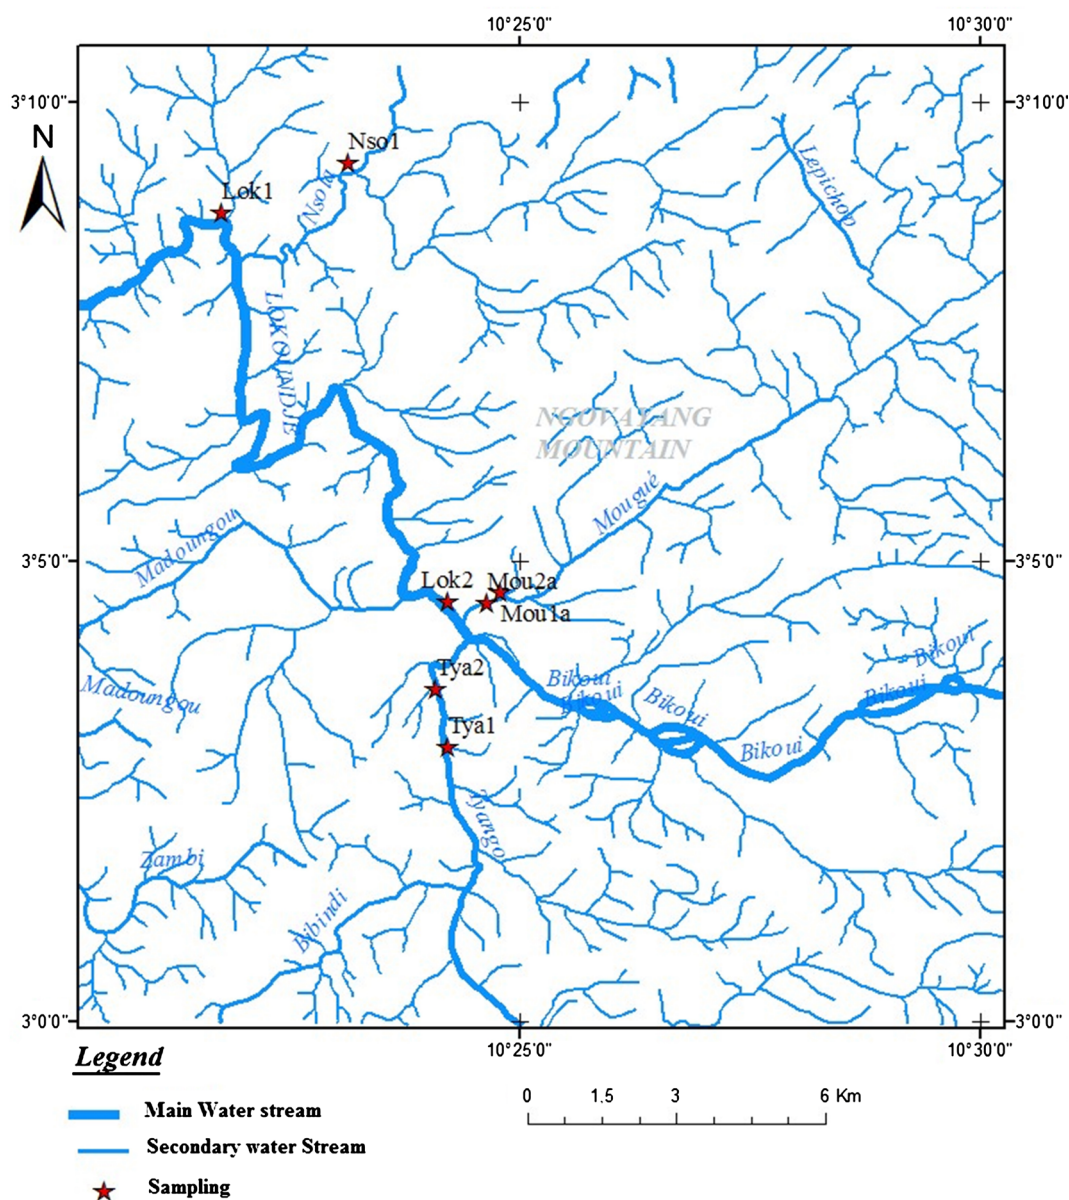 10°25'0" 10°30'0"
3°10'0" 3°10'0"
N
Nso1
Lok1
Nsola
Lepichop
LOKOUNDJE
NGOVAYANG
MOUNTAIN
Mougué
Madoungou
3°5'0" 3°5'0"
Lok2 Mou2a
Mou1a
Bikoui
Tya2
Bikoui
Bikoui
Bikoui
Madoungou
Bikoui
Tya1
Bikoui
Tyango
Zambi
Bibindi
3°0'0" 3°0'0"
10°25'0" 10°30'0"
Legend
0 1.5 3 6 Km
Main Water stream
Secondary water Stream
Sampling